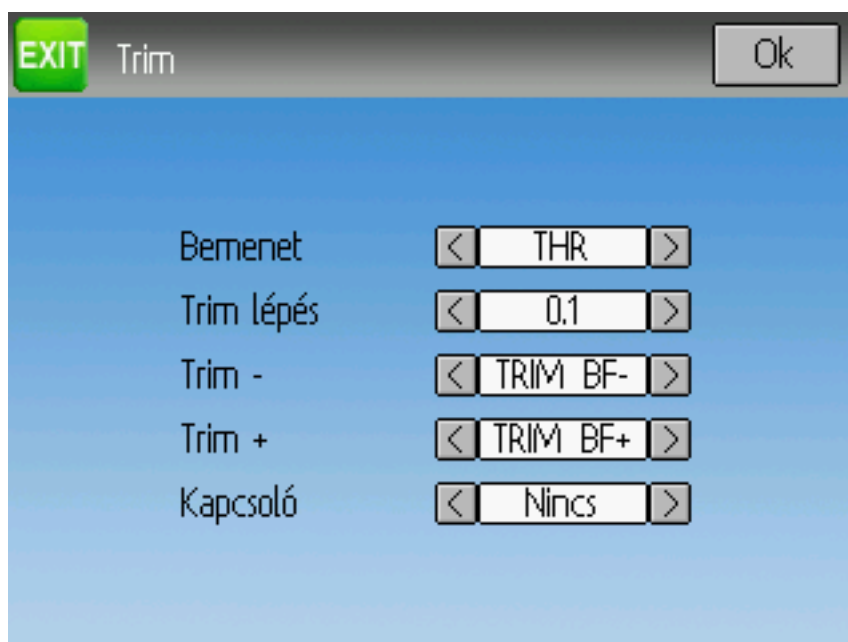 EXIT Trim Ok
Bemenet < THR >
Trim lépés < 0.1 >
Trim - < TRIM BF- >
Trim + < TRIM BF+ >
Kapcsoló < Nincs >